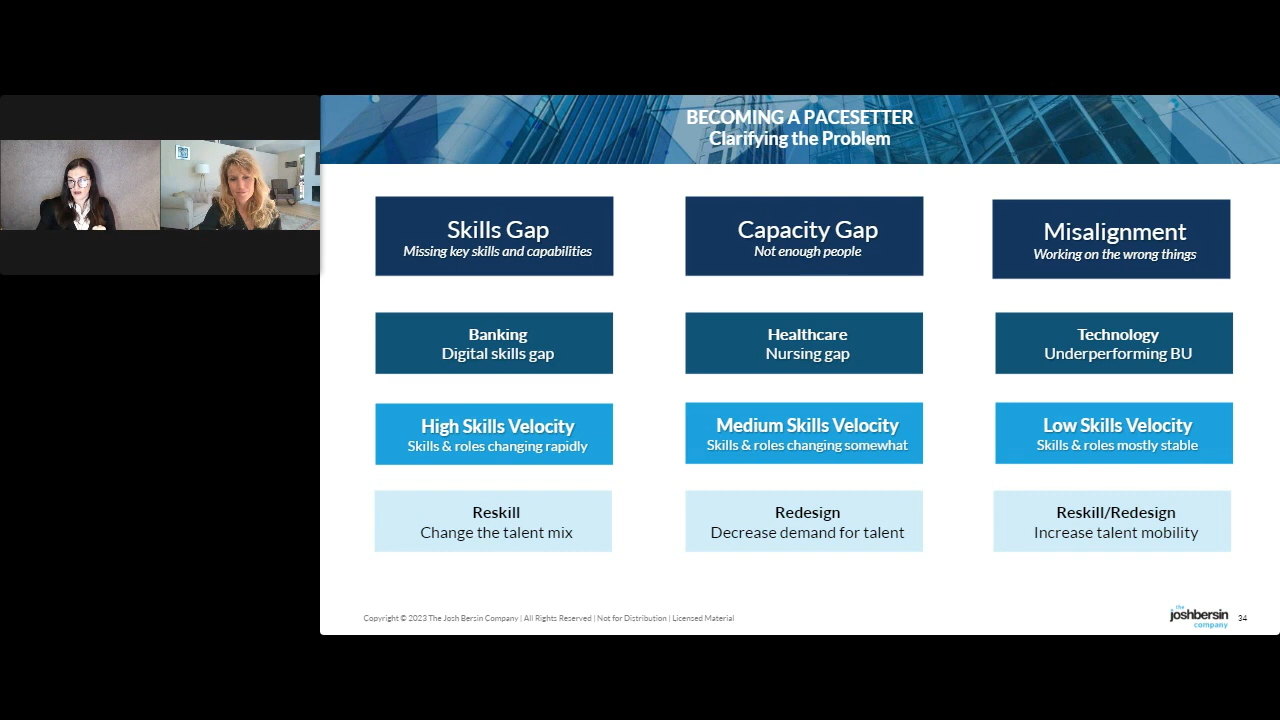 BECOMING A PACESETTER
Clarifying the Problem
Skills Gap
Missing key skills and capabilities
Capacity Gap
Not enough people
Misalignment
Working on the wrong things
Banking
Digital skills gap
Healthcare
Nursing gap
Technology
Underperforming BU
High Skills Velocity
Skills & roles changing rapidly
Medium Skills Velocity
Skills & roles changing somewhat
Low Skills Velocity
Skills & roles mostly stable
Reskill
Change the talent mix
Redesign
Decrease demand for talent
Reskill/Redesign
Increase talent mobility
Copyright © 2023 The Josh Bersin Company | All Rights Reserved | Not for Distribution | Licensed Material
the
joshbersin
company
34